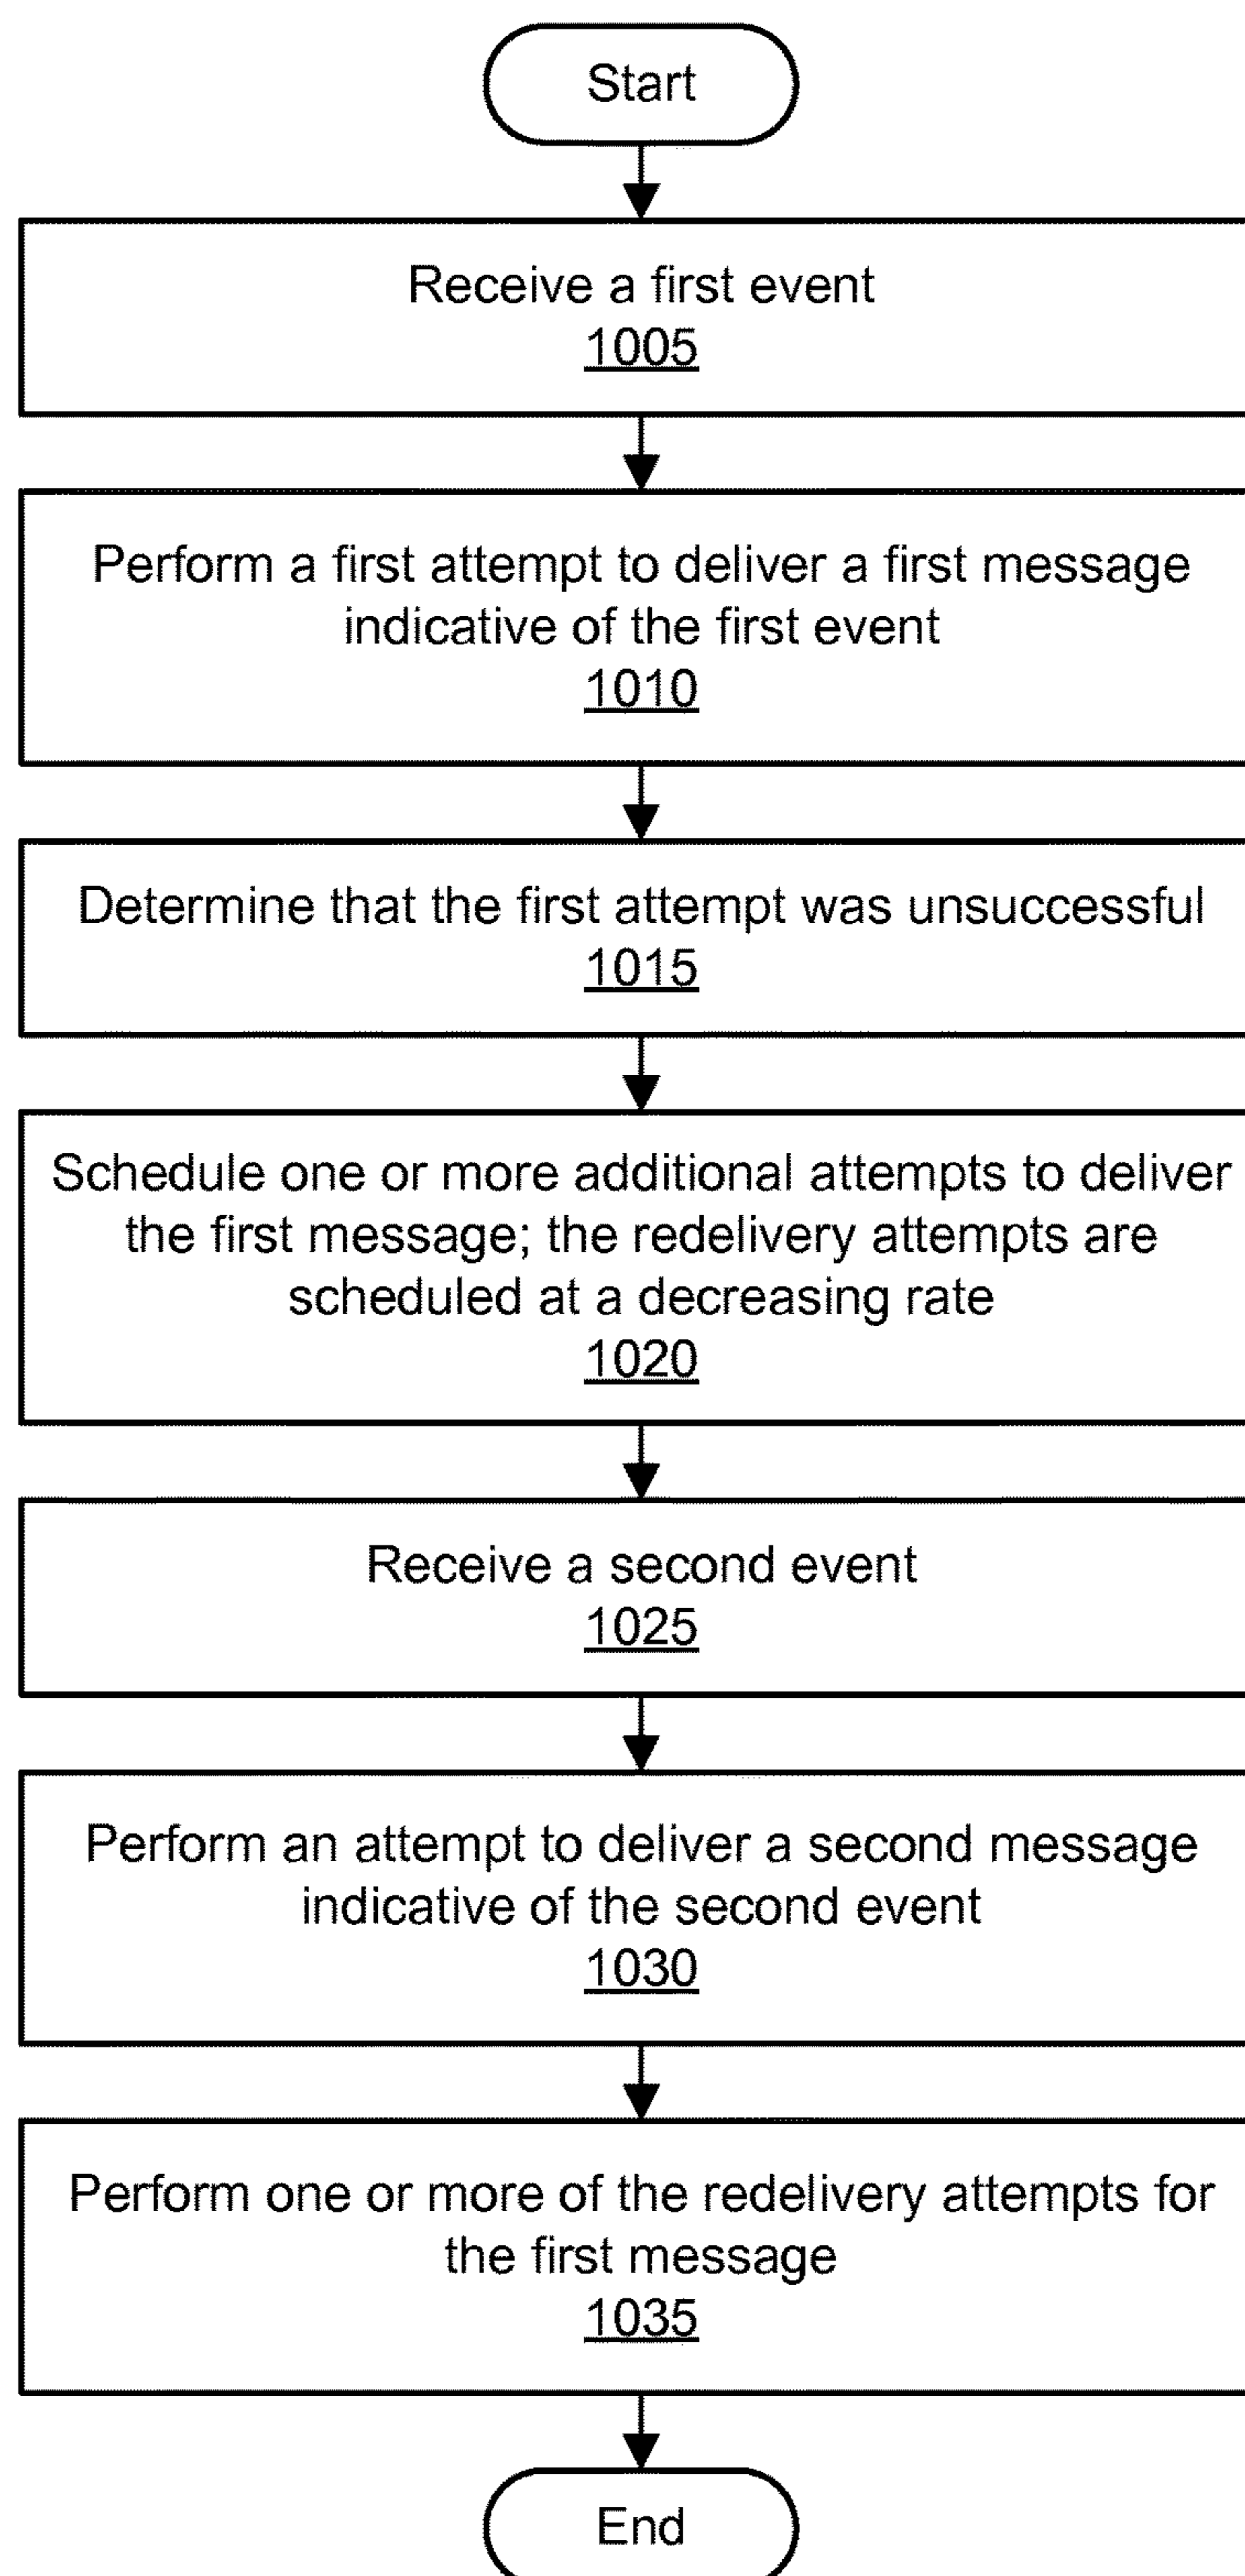 Start
Receive a first event
1005
Perform a first attempt to deliver a first message
indicative of the first event
1010
Determine that the first attempt was unsuccessful
1015
Schedule one or more additional attempts to deliver
the first message; the redelivery attempts are
scheduled at a decreasing rate
1020
Receive a second event
1025
Perform an attempt to deliver a second message
indicative of the second event
1030
Perform one or more of the redelivery attempts for
the first message
1035
End